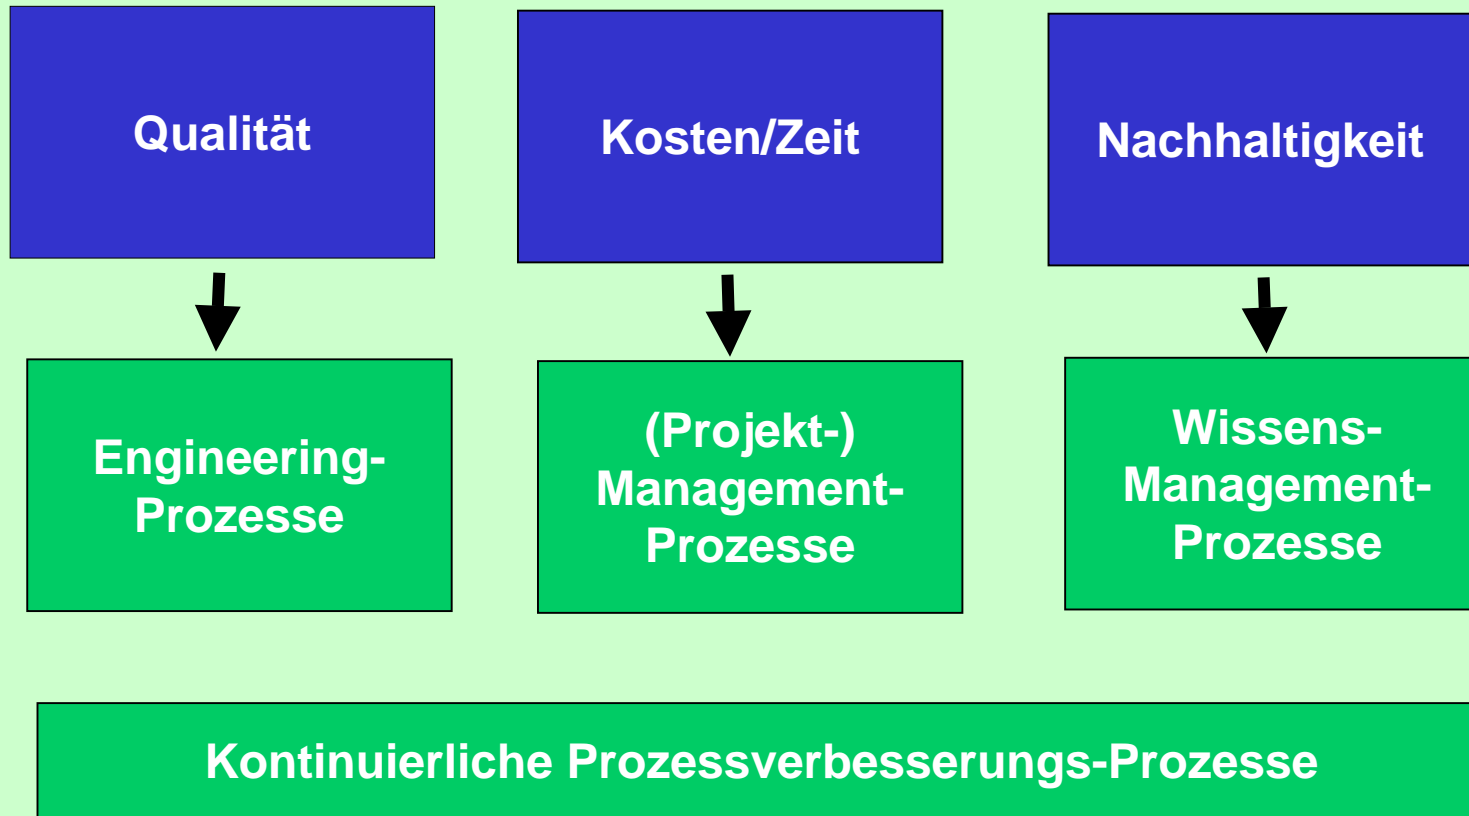 Qualität
Kosten/Zeit
Nachhaltigkeit
Engineering-
Prozesse
(Projekt-)
Management-
Prozesse
Wissens-
Management-
Prozesse
Kontinuierliche Prozessverbesserungs-Prozesse